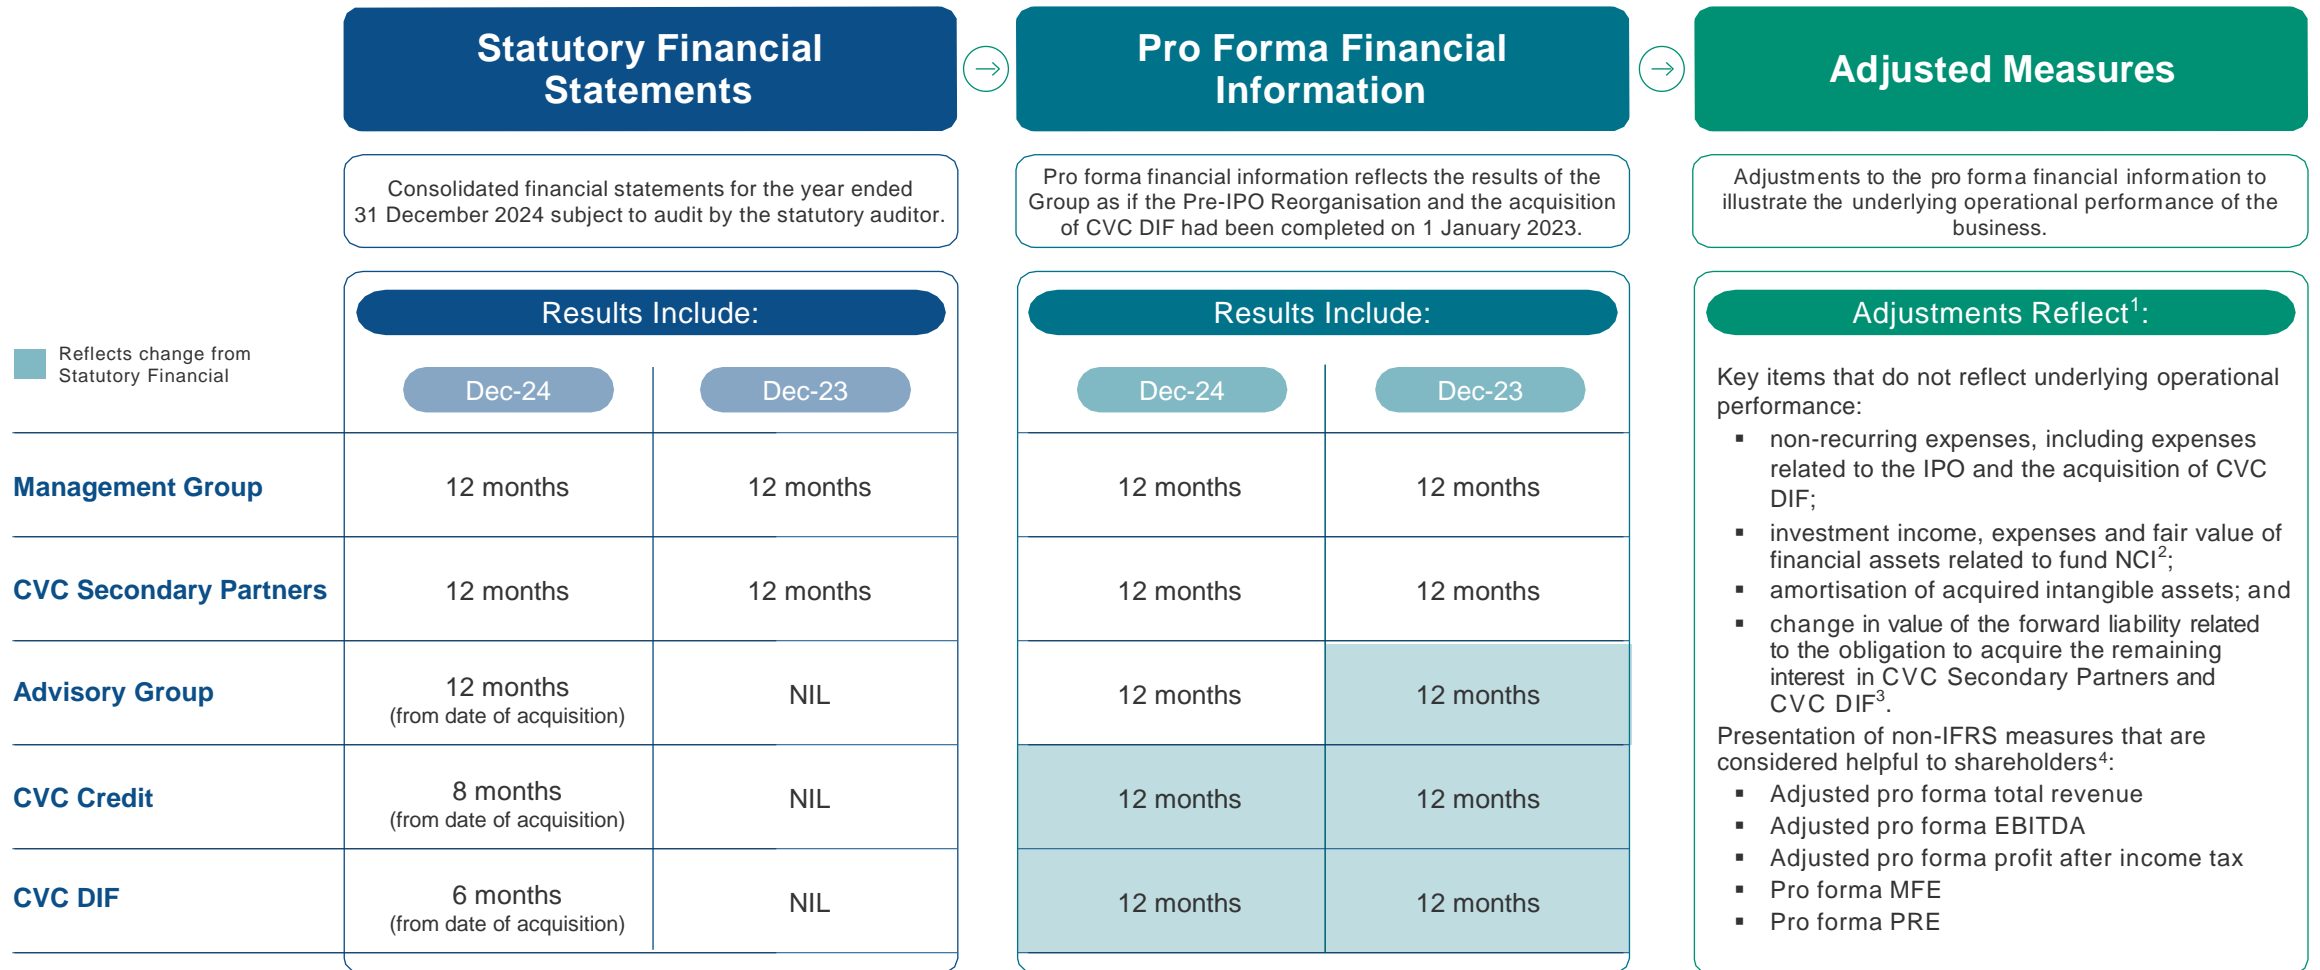 Statutory Financial
Statements
Pro Forma Financial
Information
Adjusted Measures
Consolidated financial statements for the year ended
31 December 2024 subject to audit by the statutory auditor.
Pro forma financial information reflects the results of the
Group as if the Pre-IPO Reorganisation and the acquisition
of CVC DIF had been completed on 1 January 2023.
Adjustments to the pro forma financial information to
illustrate the underlying operational performance of the
business.
Reflects change from
Statutory Financial
Results Include:
Dec-24 Dec-23
Results Include:
Dec-24 Dec-23
Management Group 12 months 12 months 12 months 12 months
CVC Secondary Partners 12 months 12 months 12 months 12 months
Advisory Group 12 months (from date of acquisition) NIL 12 months 12 months
CVC Credit 8 months (from date of acquisition) NIL 12 months 12 months
CVC DIF 6 months (from date of acquisition) NIL 12 months 12 months
Adjustments Reflect1:
Key items that do not reflect underlying operational
performance:
▪ non-recurring expenses, including expenses
related to the IPO and the acquisition of CVC
DIF;
▪ investment income, expenses and fair value of
financial assets related to fund NCI2;
▪ amortisation of acquired intangible assets; and
▪ change in value of the forward liability related
to the obligation to acquire the remaining
interest in CVC Secondary Partners and
CVC DIF3.
Presentation of non-IFRS measures that are
considered helpful to shareholders4:
▪ Adjusted pro forma total revenue
▪ Adjusted pro forma EBITDA
▪ Adjusted pro forma profit after income tax
▪ Pro forma MFE
▪ Pro forma PRE